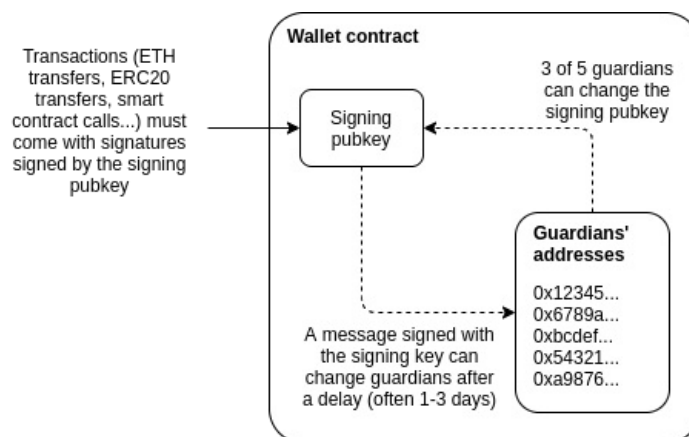 Wallet contract
Transactions (ETH
transfers, ERC20
transfers, smart
contract calls...) must
come with signatures
signed by the signing
pubkey
Signing
pubkey
3 of 5 guardians
can change the
signing pubkey
Guardians'
addresses
0x12345...
0x6789a...
0xbcdef...
0x54321...
0xa9876...
A message signed with
the signing key can
change guardians after
a delay (often 1-3 days)